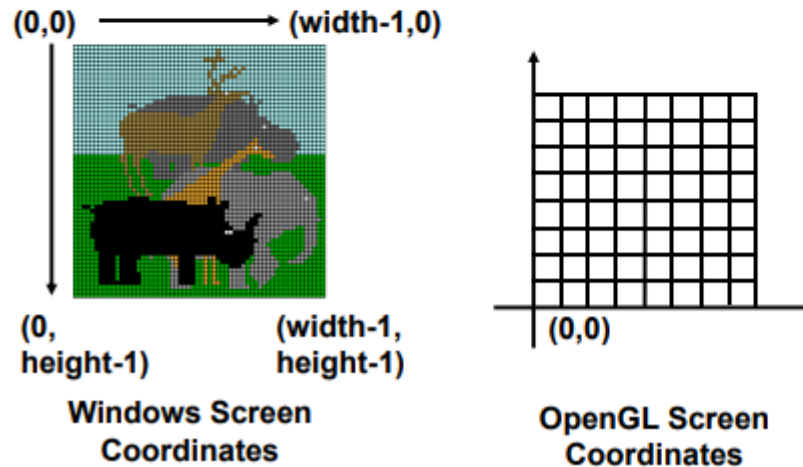 (0,0)
(width-1,0)
(0,
height-1)
(width-1,
height-1)
Windows Screen
Coordinates
(0,0)
OpenGL Screen
Coordinates